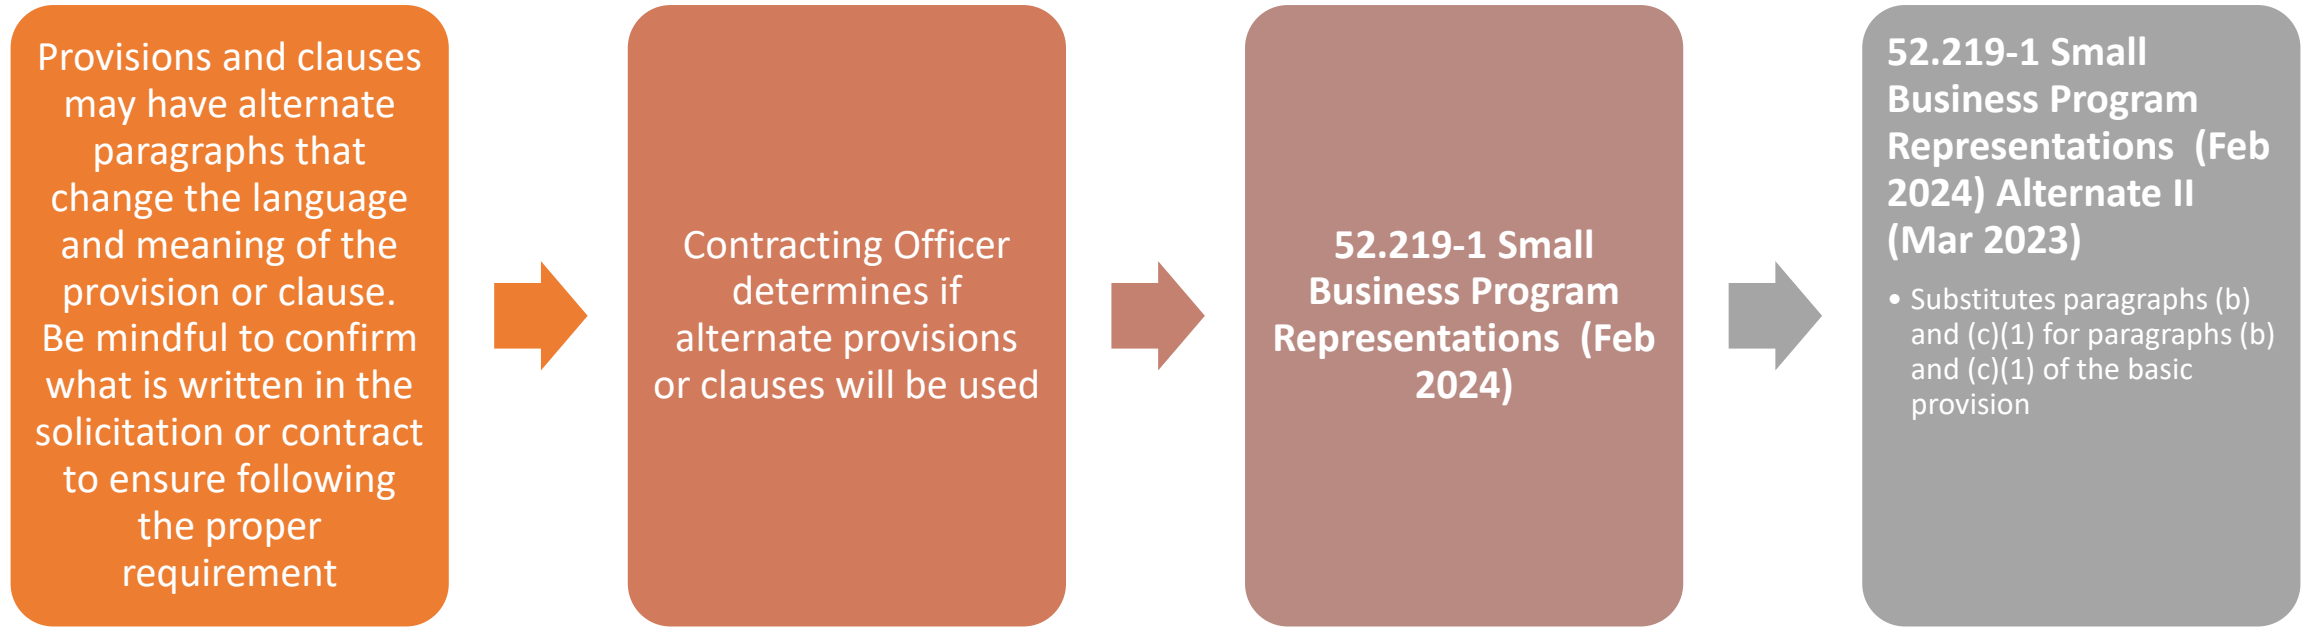 Provisions and clauses
may have alternate
paragraphs that
change the language
and meaning of the
provision or clause.
Be mindful to confirm
what is written in the
solicitation or contract
to ensure following
the proper
requirement
Contracting Officer
determines if
alternate provisions
or clauses will be used
52.219-1 Small
Business Program
Representations (Feb
2024)
52.219-1 Small
Business Program
Representations (Feb
2024) Alternate II
(Mar 2023)
• Substitutes paragraphs (b)
and (c)(1) for paragraphs (b)
and (c)(1) of the basic
provision